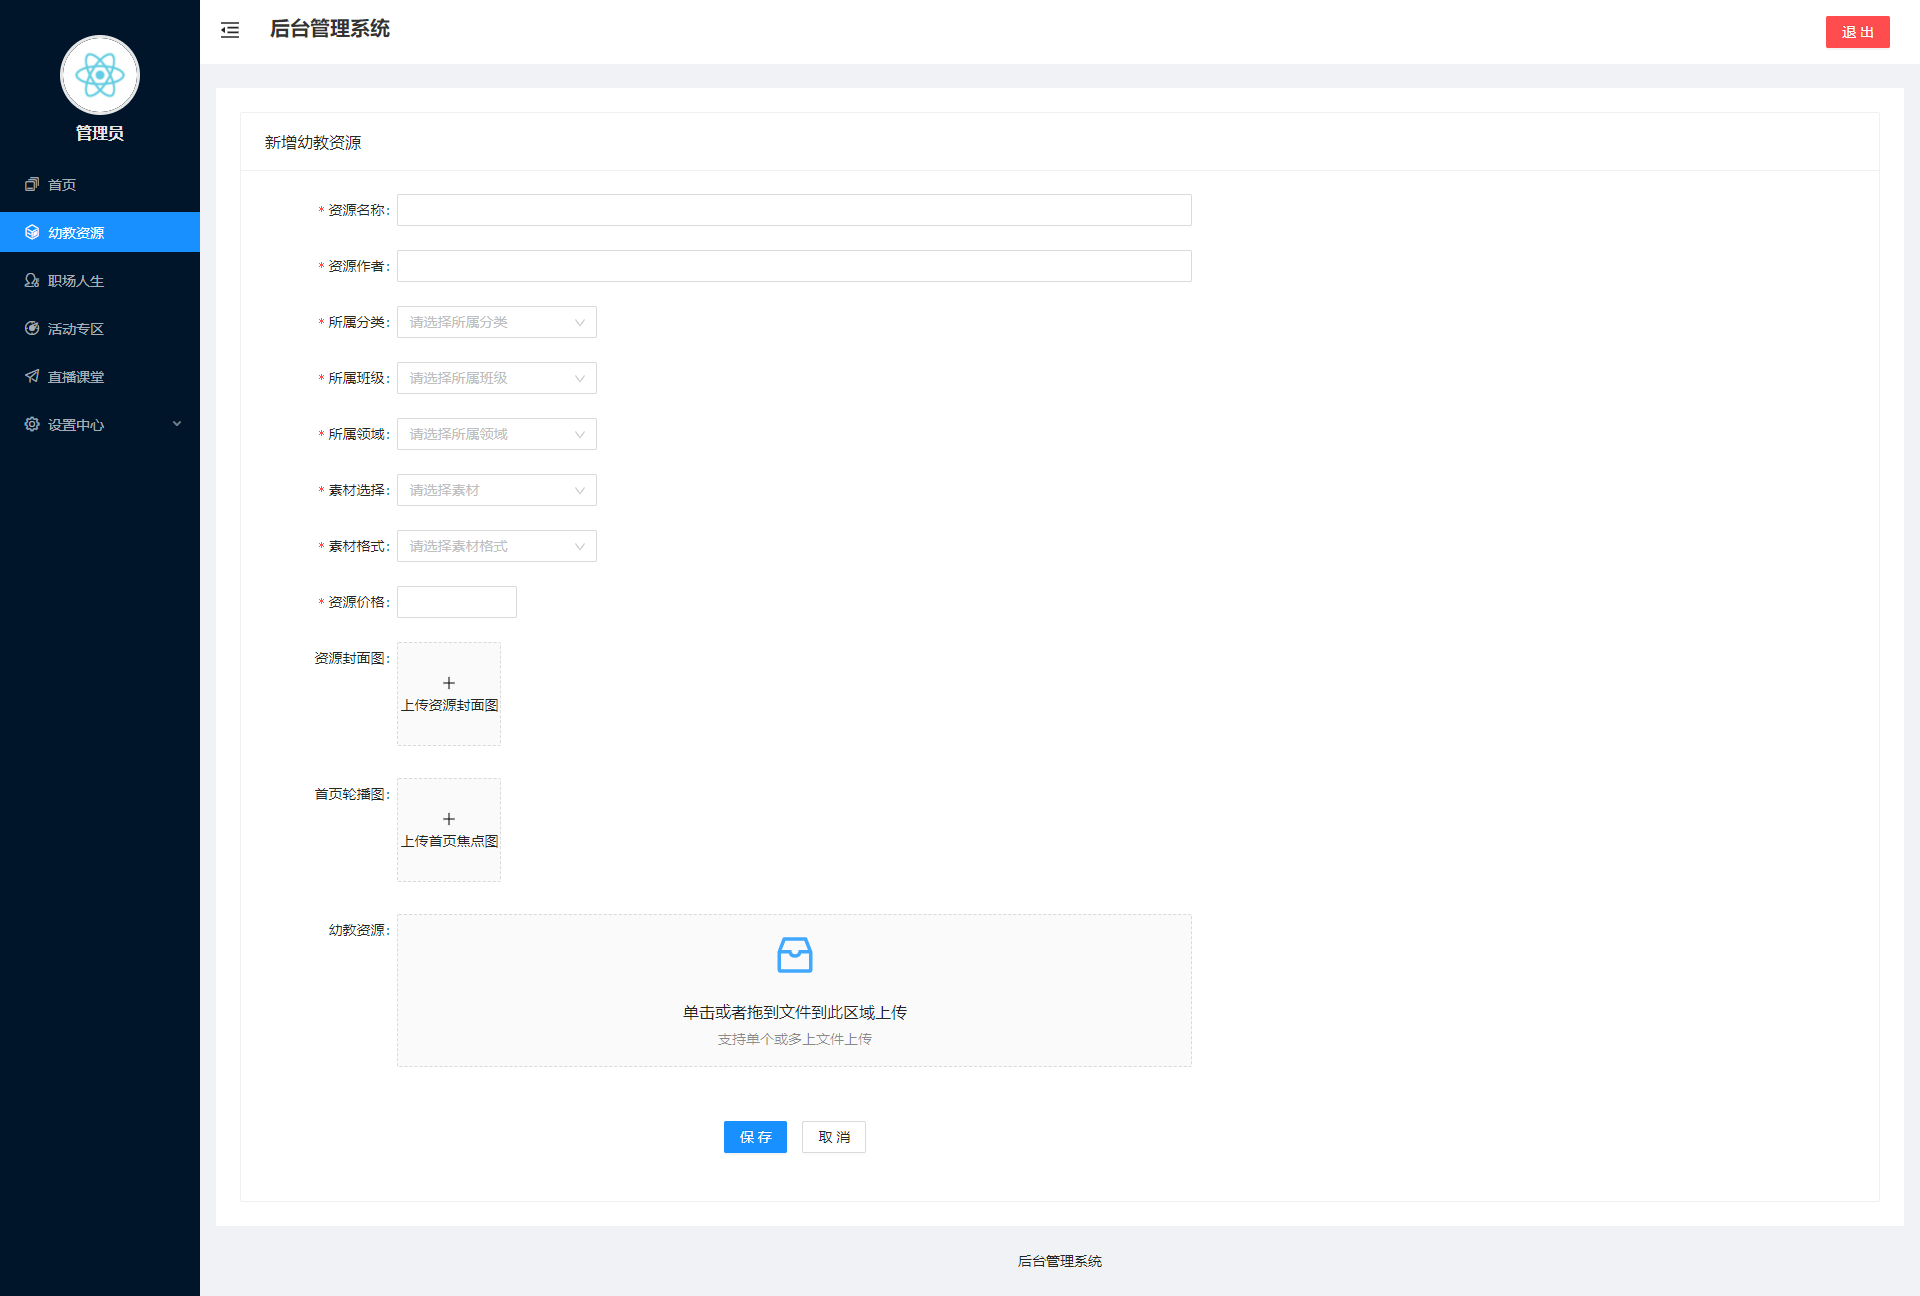 后台管理系统
退 出
管理员
首页
幼教资源
职场人生
活动专区
直播课堂
设置中心
新增幼教资源
* 资源名称:
* 资源作者:
* 所属分类: 请选择所属分类
* 所属班级: 请选择所属班级
* 所属领域: 请选择所属领域
* 素材选择: 请选择素材
* 素材格式: 请选择素材格式
* 资源价格:
资源封面图:
上传资源封面图
首页轮播图:
上传首页焦点图
幼教资源:
单击或者拖到文件到此区域上传
支持单个或多上文件上传
保 存
取 消
后台管理系统